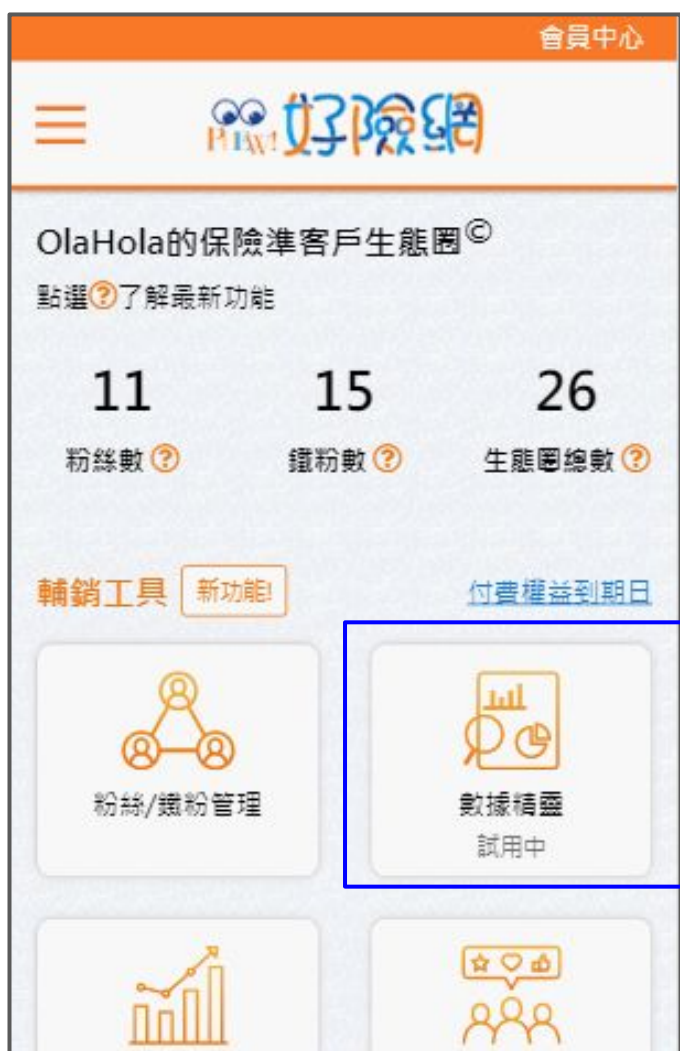 會員中心
好險網
OlaHola的保險準客戶生態圈©
點選?了解最新功能
11 15 26
粉絲數? 鐵粉數? 生態圈總數?
輔銷工具 新功能! 付費權益到期日
粉絲/鐵粉管理 數據精靈
試用中